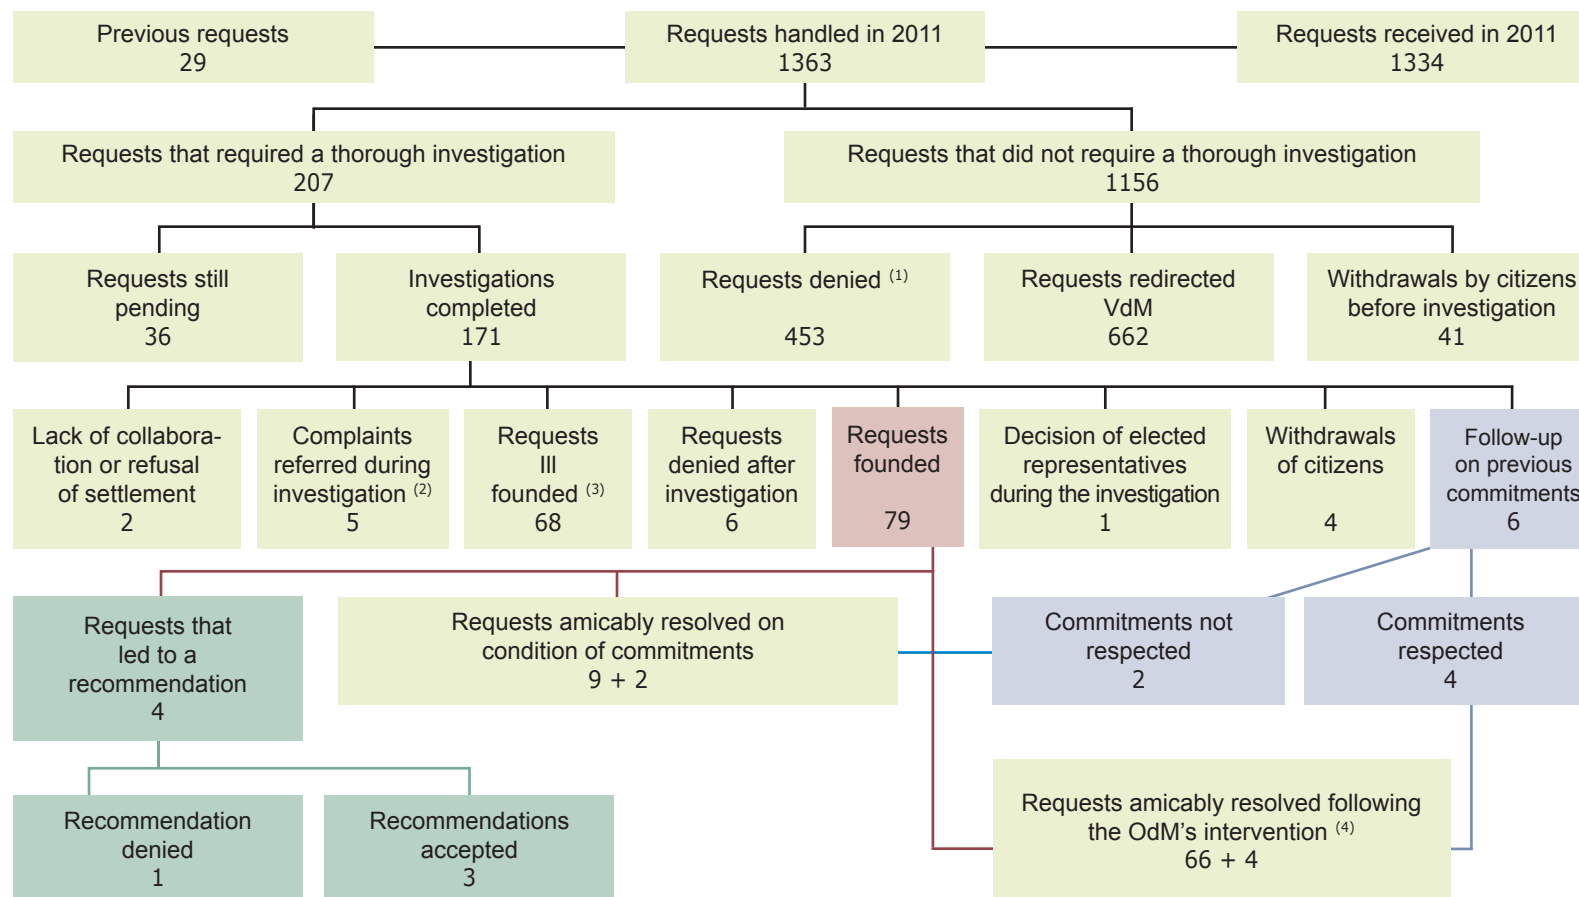 Previous requests
29
Requests handled in 2011
1363
Requests received in 2011
1334
Requests that required a thorough investigation
207
Requests that did not require a thorough investigation
1156
Requests still
pending
36
Investigations
completed
171
Requests denied (1)
453
Requests redirected
VdM
662
Withdrawals by citizens
before investigation
41
Lack of collabora-
tion or refusal
of settlement
2
Complaints
referred during
investigation (2)
5
Requests
Ill
founded (3)
68
Requests
denied after
investigation
6
Requests
founded
79
Decision of elected
representatives
during the investigation
1
Withdrawals
of citizens
4
Follow-up
on previous
commitments
6
Requests that
led to a
recommendation
4
Requests amicably resolved on
condition of commitments
9 + 2
Commitments not
respected
2
Commitments
respected
4
Recommendation
denied
1
Recommendations
accepted
3
Requests amicably resolved following
the OdM's intervention (4)
66 + 4